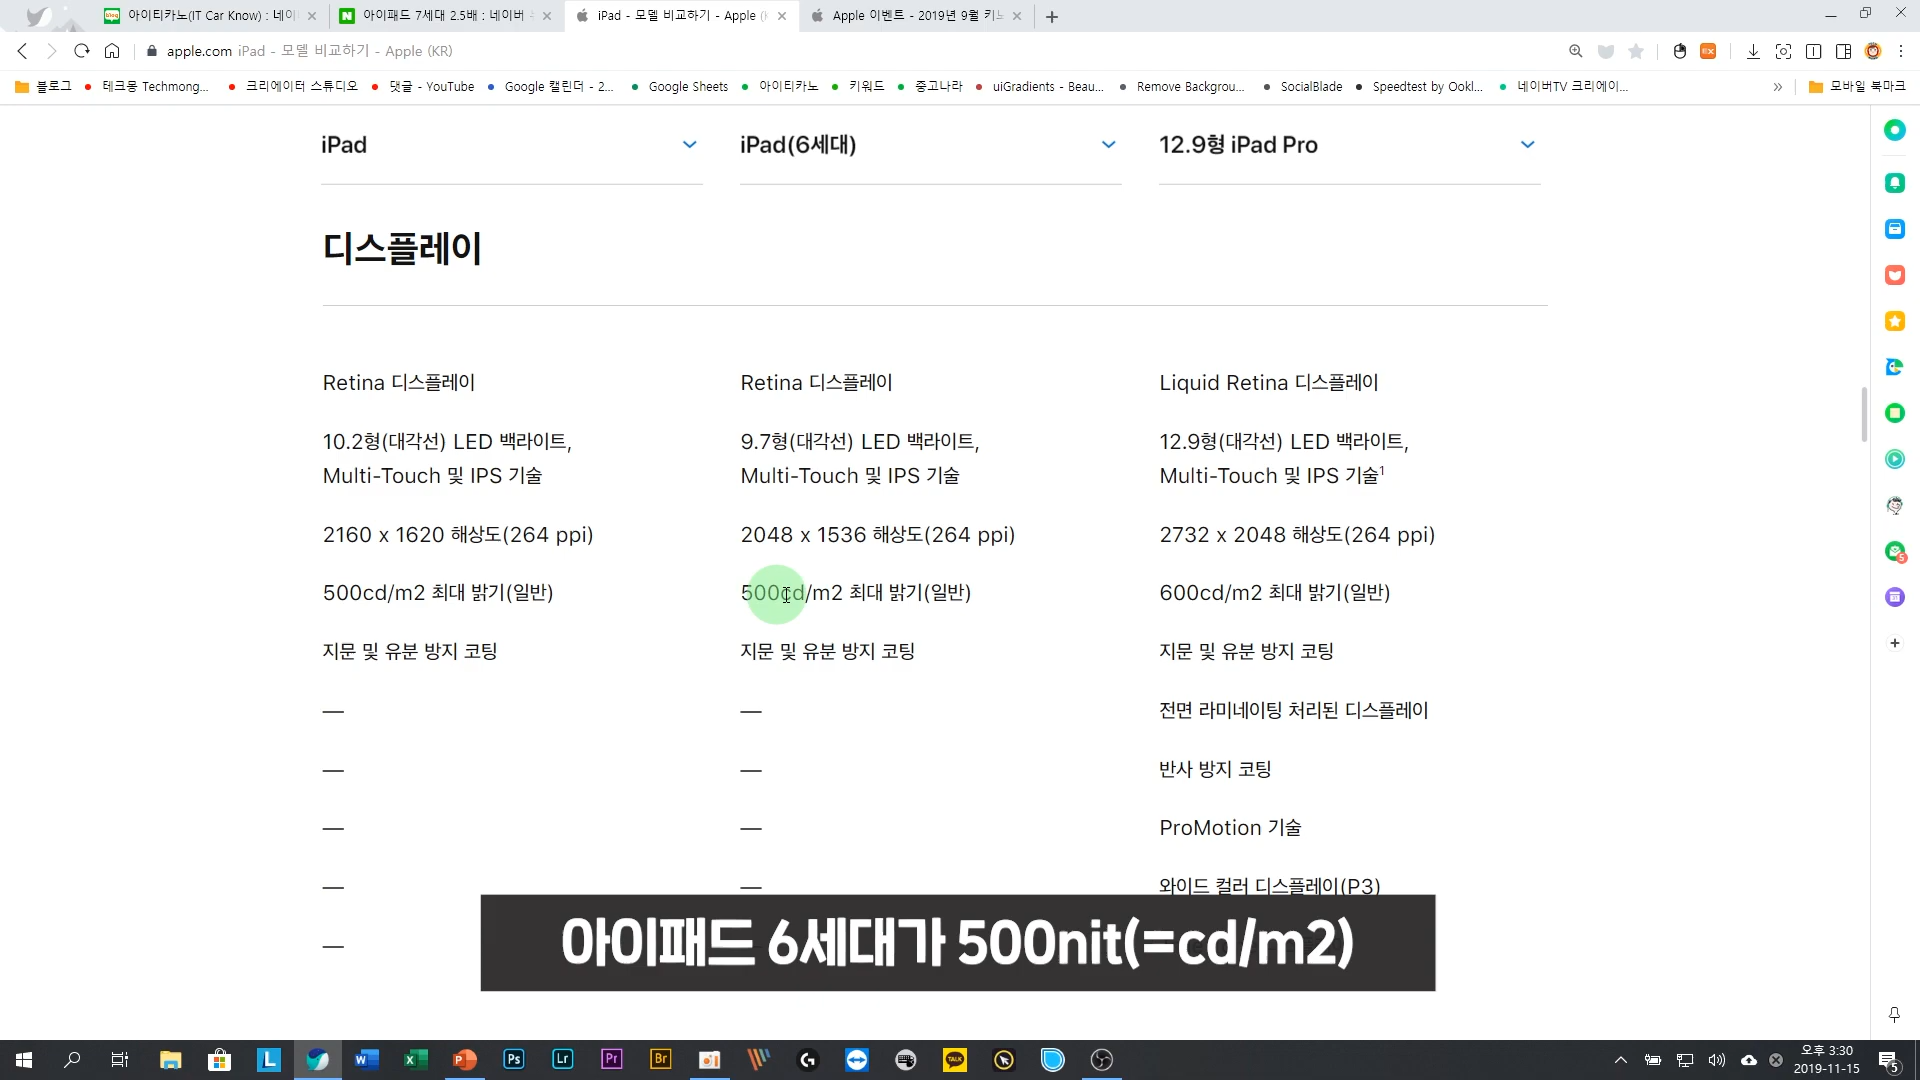 아이티카노(IT Car Know) : 네이
아이패드 7세대 2.5배 : 네이버
iPad - 모델 비교하기 - Apple (
Apple 이벤트 - 2019년 9월 키
apple.com iPad - 모델 비교하기 - Apple (KR)
블로그
테크몽 Techmong...
크리에이터 스튜디오
댓글 - YouTube
Google 캘린더 - 2...
Google Sheets
아이티카노
키워드
중고나라
uiGradients - Beau...
Remove Backgrou...
SocialBlade
Speedtest by Ookl...
네이버TV 크리에이...
모바일 북마크
iPad
iPad(6세대)
12.9형 iPad Pro
디스플레이
Retina 디스플레이
Retina 디스플레이
Liquid Retina 디스플레이
10.2형(대각선) LED 백라이트,
Multi-Touch 및 IPS 기술
9.7형(대각선) LED 백라이트,
Multi-Touch 및 IPS 기술
12.9형(대각선) LED 백라이트,
Multi-Touch 및 IPS 기술1
2160 x 1620 해상도(264 ppi)
2048 x 1536 해상도(264 ppi)
2732 x 2048 해상도(264 ppi)
500cd/m2 최대 밝기(일반)
500cd/m2 최대 밝기(일반)
600cd/m2 최대 밝기(일반)
지문 및 유분 방지 코팅
지문 및 유분 방지 코팅
지문 및 유분 방지 코팅
—
—
전면 라미네이팅 처리된 디스플레이
—
—
반사 방지 코팅
—
—
ProMotion 기술
—
—
와이드 컬러 디스플레이(P3)
—
아이패드 6세대가 500nit(=cd/m2)
오후 3:30
2019-11-15
5